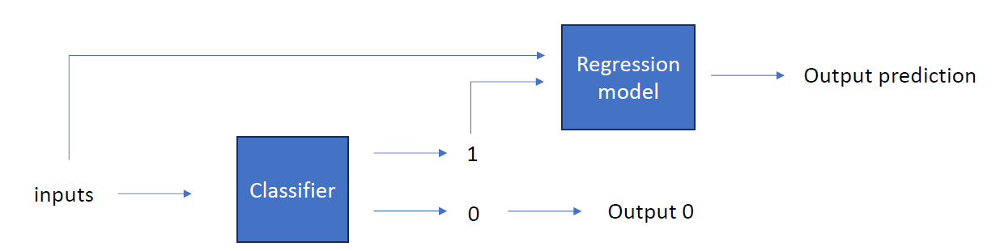 Regression
model
Output prediction
1
inputs
Classifier
0
Output 0